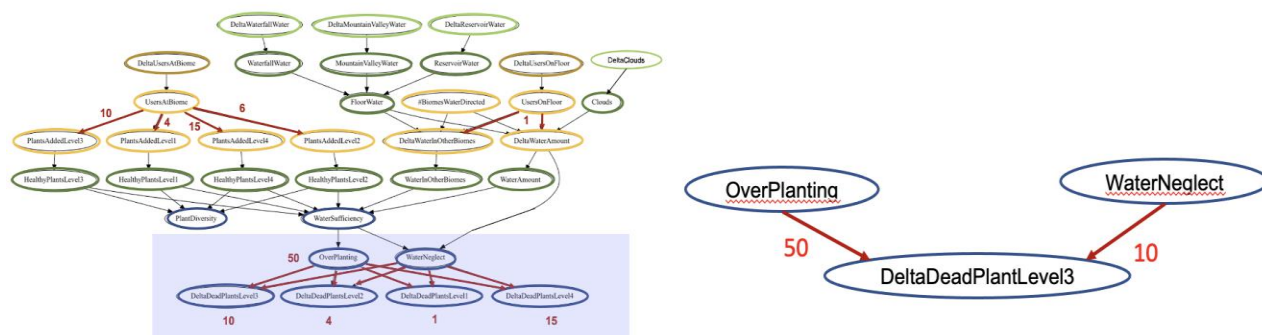 DeltaWaterfallWater
DeltaMountainValleyWater
DeltaReservoirWater
DeltaUsersAtBiome
WaterfallWater
MountainValleyWater
ReservoirWater
DeltaUsersOnFloor
DeltaClouds
UsersAtBiome
FloorWater
#BiomesWaterDirected
UsersOnFloor
Clouds
10
4
15
6
1
PlantsAddedLevel3
PlantsAddedLevel1
PlantsAddedLevel4
PlantsAddedLevel2
DeltaWaterInOtherBiomes
DeltaWaterAmount
HealthyPlantsLevel3
HealthyPlantsLevel1
HealthyPlantsLevel4
HealthyPlantsLevel2
WaterInOtherBiomes
WaterAmount
PlantDiversity
WaterSufficiency
50
OverPlanting
WaterNeglect
DeltaDeadPlantsLevel3
DeltaDeadPlantsLevel2
DeltaDeadPlantsLevel1
DeltaDeadPlantsLevel4
10
4
1
15
OverPlanting
WaterNeglect
50
10
DeltaDeadPlantLevel3